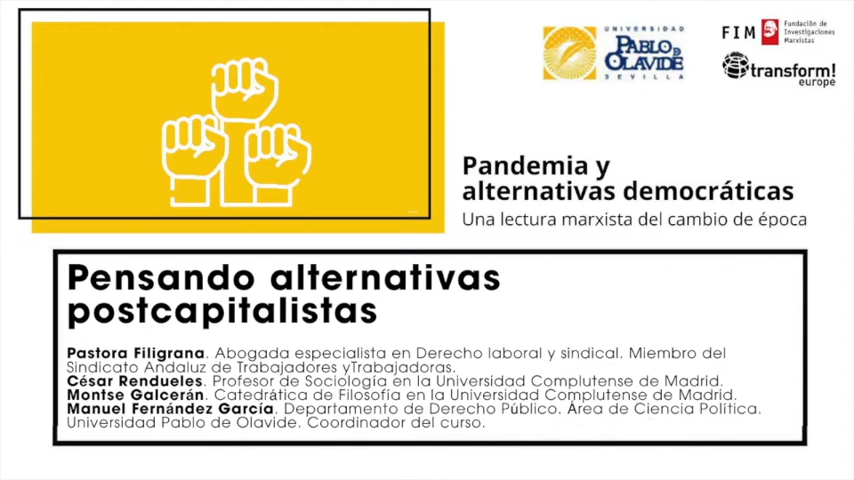 UNIVERSIDAD
PABLO DE
OLAVIDE
SEVILLA
FIM
Fundación de
Investigaciones
Marxistas
transform!
europe
Pandemia y
alternativas democráticas
Una lectura marxista del cambio de época
Pensando alternativas
postcapitalistas
Pastora Filigrana. Abogada especialista en Derecho laboral y sindical. Miembro del
Sindicato Andaluz de Trabajadores yTrabajadoras.
César Rendueles. Profesor de Sociología en la Universidad Complutense de Madrid.
Montse Galcerán. Catedrática de Filosofía en la Universidad Complutense de Madrid.
Manuel Fernández García. Departamento de Derecho Público. Área de Ciencia Política.
Universidad Pablo de Olavide. Coordinador del curso.